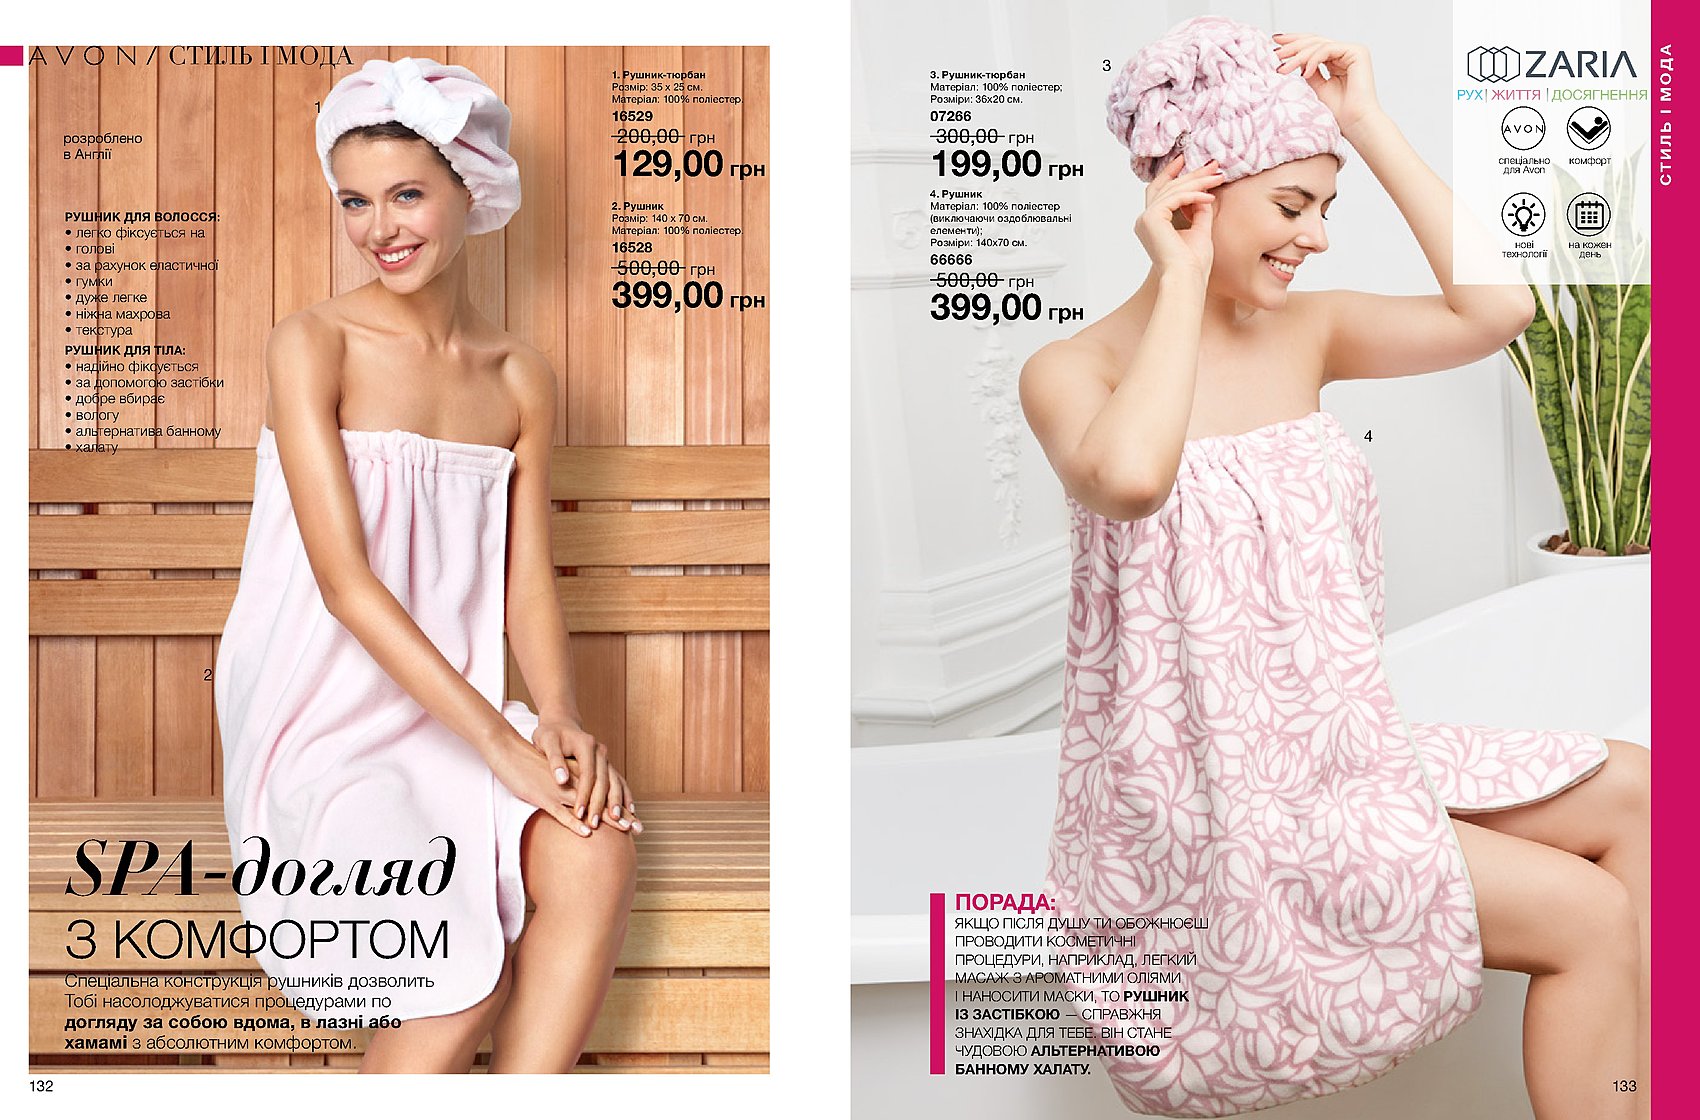 AVON / СТИЛЬ І МОДА
розроблено
в Англії
РУШНИК ДЛЯ ВОЛОССЯ:
• легко фіксується на
• голові
• за рахунок еластичної
• гумки
• дуже легке
• ніжна махрова
• текстура
РУШНИК ДЛЯ ТІЛА:
• надійно фіксується
• за допомогою застібки
• добре вбирає
• вологу
• альтернатива банному
• халату
1
2
1. Рушник-тюрбан
Розмір: 35 х 25 см.
Матеріал: 100% поліестер.
16529
200,00 грн
129,00 грн
2. Рушник
Розмір: 140 х 70 см.
Матеріал: 100% поліестер.
16528
500,00 грн
399,00 грн
SPA-догляд
З КОМФОРТОМ
Спеціальна конструкція рушників дозволить
Тобі насолоджуватися процедурами по
догляду за собою вдома, в лазні або
хамамі з абсолютним комфортом.
132
3. Рушник-тюрбан
Матеріал: 100% поліестер;
Розміри: 36х20 см.
07266
300,00 грн
199,00 грн
4. Рушник
Матеріал: 100% поліестер
(виключаючи оздоблювальні
елементи);
Розміри: 140х70 см.
66666
500,00 грн
399,00 грн
3
4
ZARIA
РУХ | ЖИТТЯ | ДОСЯГНЕННЯ
AVON
спеціально
для Avon
комфорт
нові
технології
на кожен
день
СТИЛЬ І МОДА
ПОРАДА:
ЯКЩО ПІСЛЯ ДУШУ ТИ ОБОЖНЮЄШ
ПРОВОДИТИ КОСМЕТИЧНІ
ПРОЦЕДУРИ, НАПРИКЛАД, ЛЕГКИЙ
МАСАЖ З АРОМАТНИМИ ОЛІЯМИ
І НАНОСИТИ МАСКИ, ТО РУШНИК
ІЗ ЗАСТІБКОЮ — СПРАВЖНЯ
ЗНАХІДКА ДЛЯ ТЕБЕ. ВІН СТАНЕ
ЧУДОВОЮ АЛЬТЕРНАТИВОЮ
БАННОМУ ХАЛАТУ.
133